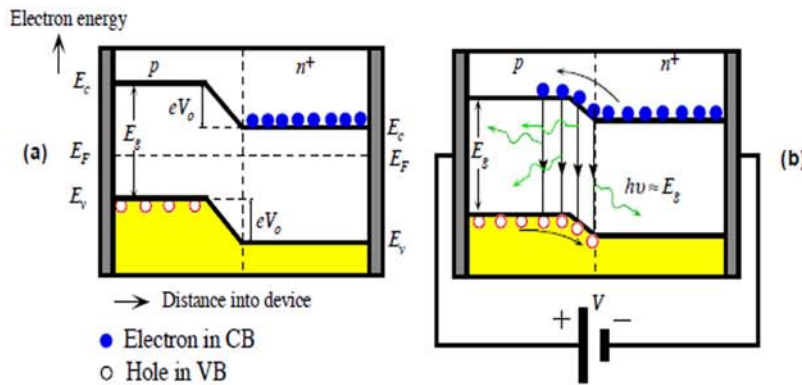 Electron energy
p n+
Ec
eVo
Eg
Ec
(a) EF
EF
Ev
eVo
Ev
Distance into device
Electron in CB
Hole in VB
p n+
Eg
hυ≈Eg
(b)
V
+ −